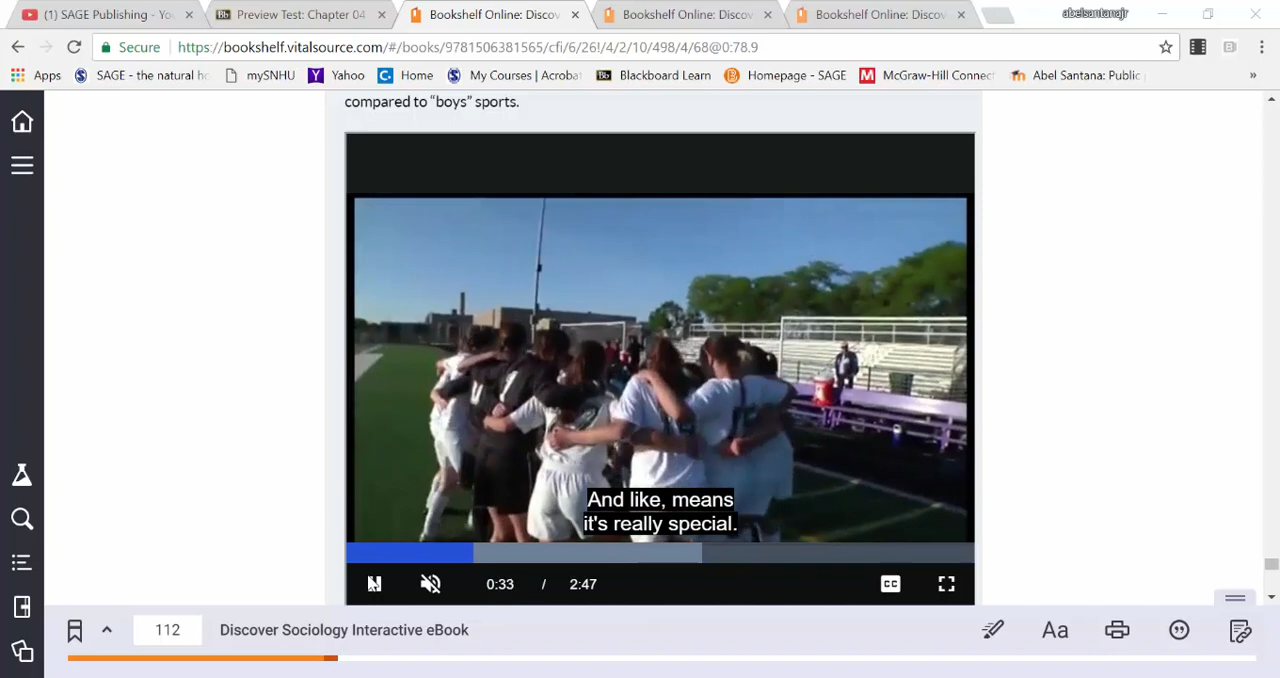 (1) SAGE Publishing - Yo
Preview Test: Chapter 04
Bookshelf Online: Discov
Bookshelf Online: Discov
Bookshelf Online: Discov
abelsantanajr
Secure
https://bookshelf.vitalsource.com/#/books/9781506381565/cfi/6/26!/4/2/10/498/4/68@0:78.9
Apps
SAGE - the natural h
mySNHU
Yahoo
Home
My Courses | Acrobat
Bb Blackboard Learn
Homepage - SAGE
McGraw-Hill Connect
Abel Santana: Public
»
compared to “boys” sports.
And like, means
it's really special.
0:33 / 2:47
CC
112
Discover Sociology Interactive eBook
Aa